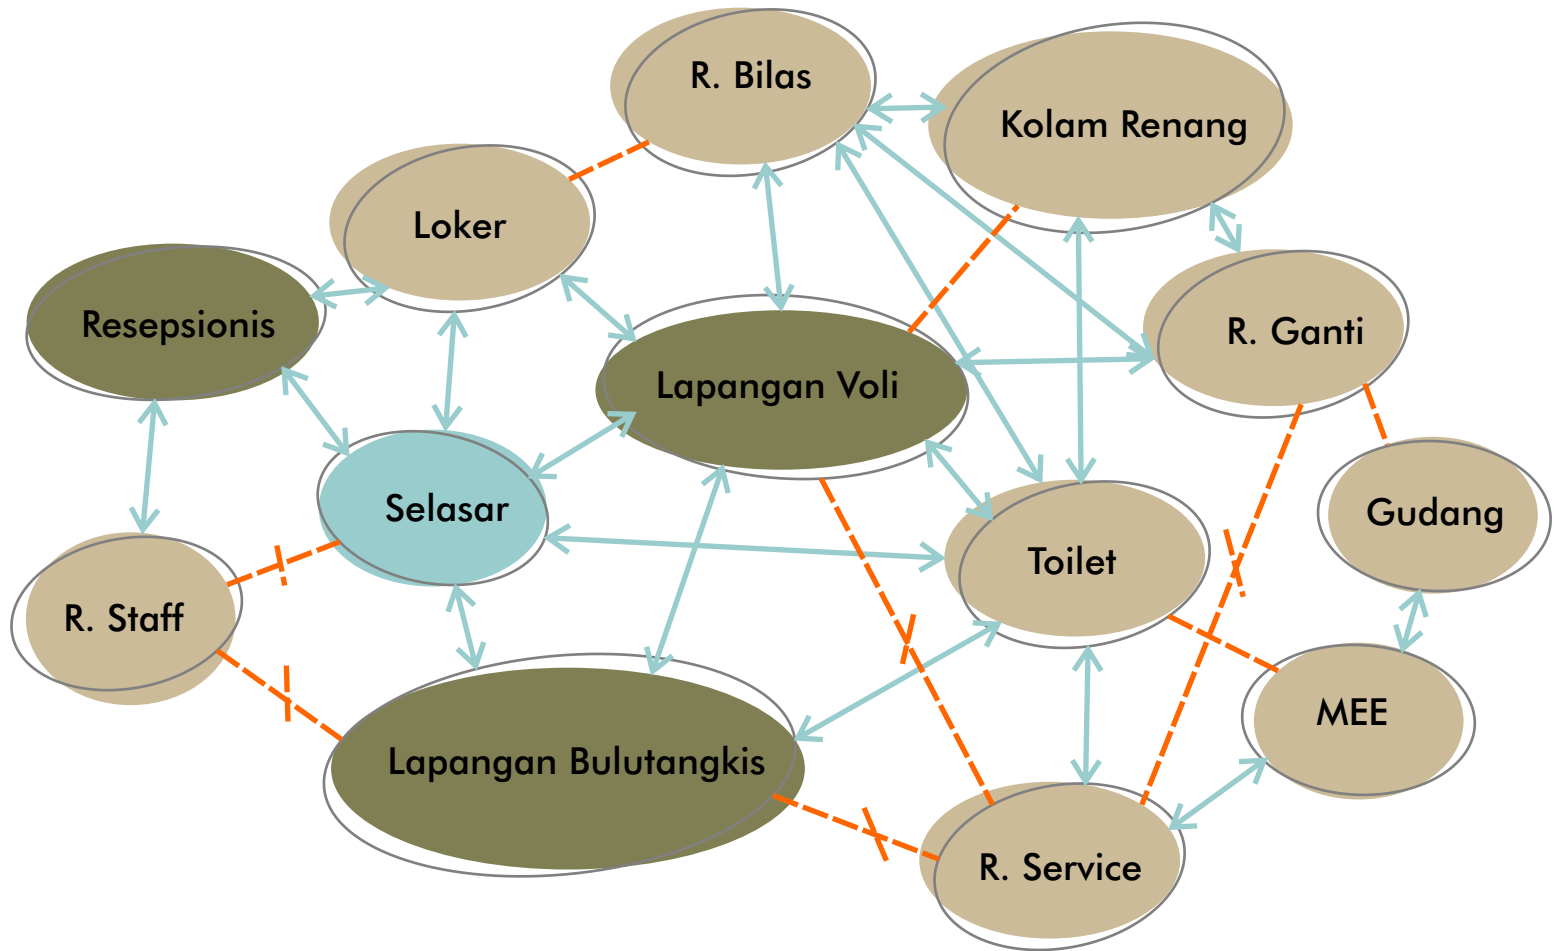 R. Bilas
Kolam Renang
Loker
Resepsionis
R. Ganti
Lapangan Voli
Selasar
Gudang
Toilet
R. Staff
MEE
Lapangan Bulutangkis
R. Service